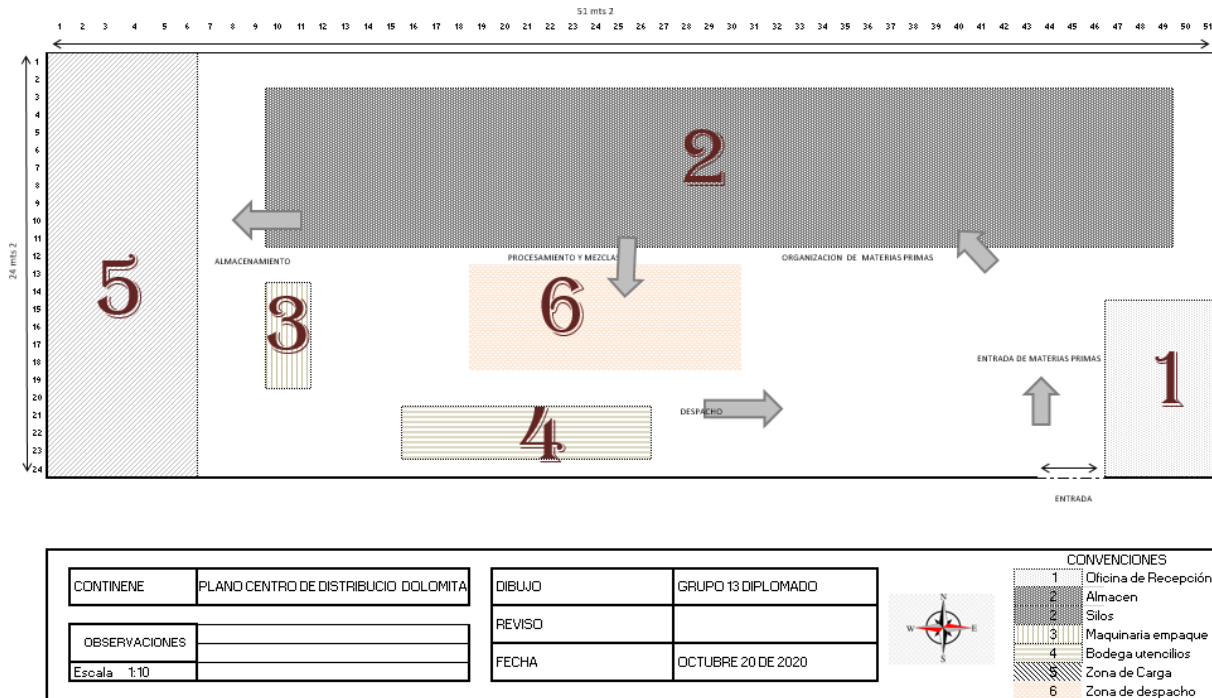 51 mts 2
1 2 3 4 5 6 7 8 9 10 11 12 13 14 15 16 17 18 19 20 21 22 23 24 25 26 27 28 29 30 31 32 33 34 35 36 37 38 39 40 41 42 43 44 45 46 47 48 49 50 51
24 mts 2
1
2
3
4
5
6
7
8
9
10
11
12
13
14
15
16
17
18
19
20
21
22
23
24
2
ALMACENAMIENTO
PROCESAMIENTO Y MEZCLAS
ORGANIZACION DE MATERIAS PRIMAS
5
3
6
ENTRADA DE MATERIAS PRIMAS
1
DESPACHO
4
ENTRADA
CONTINENE PLANO CENTRO DE DISTRIBUCIO DOLOMITA
OBSERVACIONES
Escala 1:10
DIBUJO GRUPO 13 DIPLOMADO
REVISO
FECHA OCTUBRE 20 DE 2020
N
W E
S
CONVENCIONES
1 Oficina de Recepción
2 Almacen
2 Silos
3 Maquinaria empaque
4 Bodega utencilios
5 Zona de Carga
6 Zona de despacho